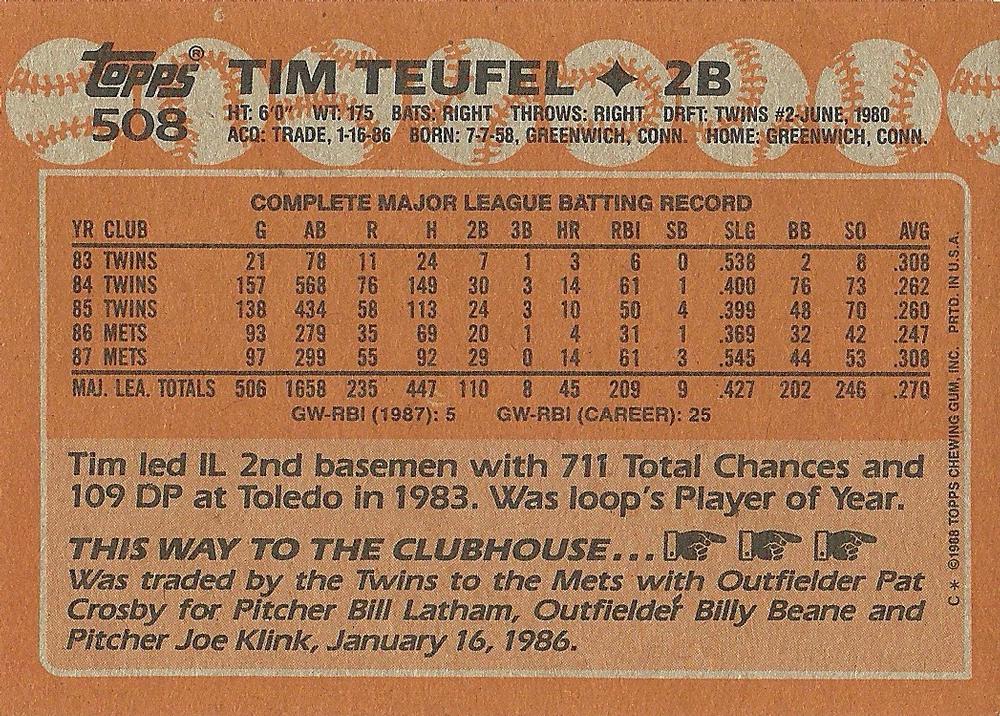 Topps®
508
TIM TEUFEL ✦ 2B
HT: 6'0" WT: 175 BATS: RIGHT THROWS: RIGHT DRFT: TWINS #2-JUNE, 1980
ACQ: TRADE, 1-16-86 BORN: 7-7-58, GREENWICH, CONN. HOME: GREENWICH, CONN.
COMPLETE MAJOR LEAGUE BATTING RECORD
YR CLUB G AB R H 2B 3B HR RBI SB SLG BB SO AVG
83 TWINS 21 78 11 24 7 1 3 6 0 .538 2 8 .308
84 TWINS 157 568 76 149 30 3 14 61 1 .400 76 73 .262
85 TWINS 138 434 58 113 24 3 10 50 4 .399 48 70 .260
86 METS 93 279 35 69 20 1 4 31 1 .369 32 42 .247
87 METS 97 299 55 92 29 0 14 61 3 .545 44 53 .308
MAJ. LEA. TOTALS 506 1658 235 447 110 8 45 209 9 .427 202 246 .270
GW-RBI (1987): 5 GW-RBI (CAREER): 25
Tim led IL 2nd basemen with 711 Total Chances and
109 DP at Toledo in 1983. Was loop's Player of Year.
THIS WAY TO THE CLUBHOUSE...
Was traded by the Twins to the Mets with Outfielder Pat
Crosby for Pitcher Bill Latham, Outfielder Billy Beane and
Pitcher Joe Klink, January 16, 1986.
C * ©1988 TOPPS CHEWING GUM, INC. PRTD. IN U.S.A.